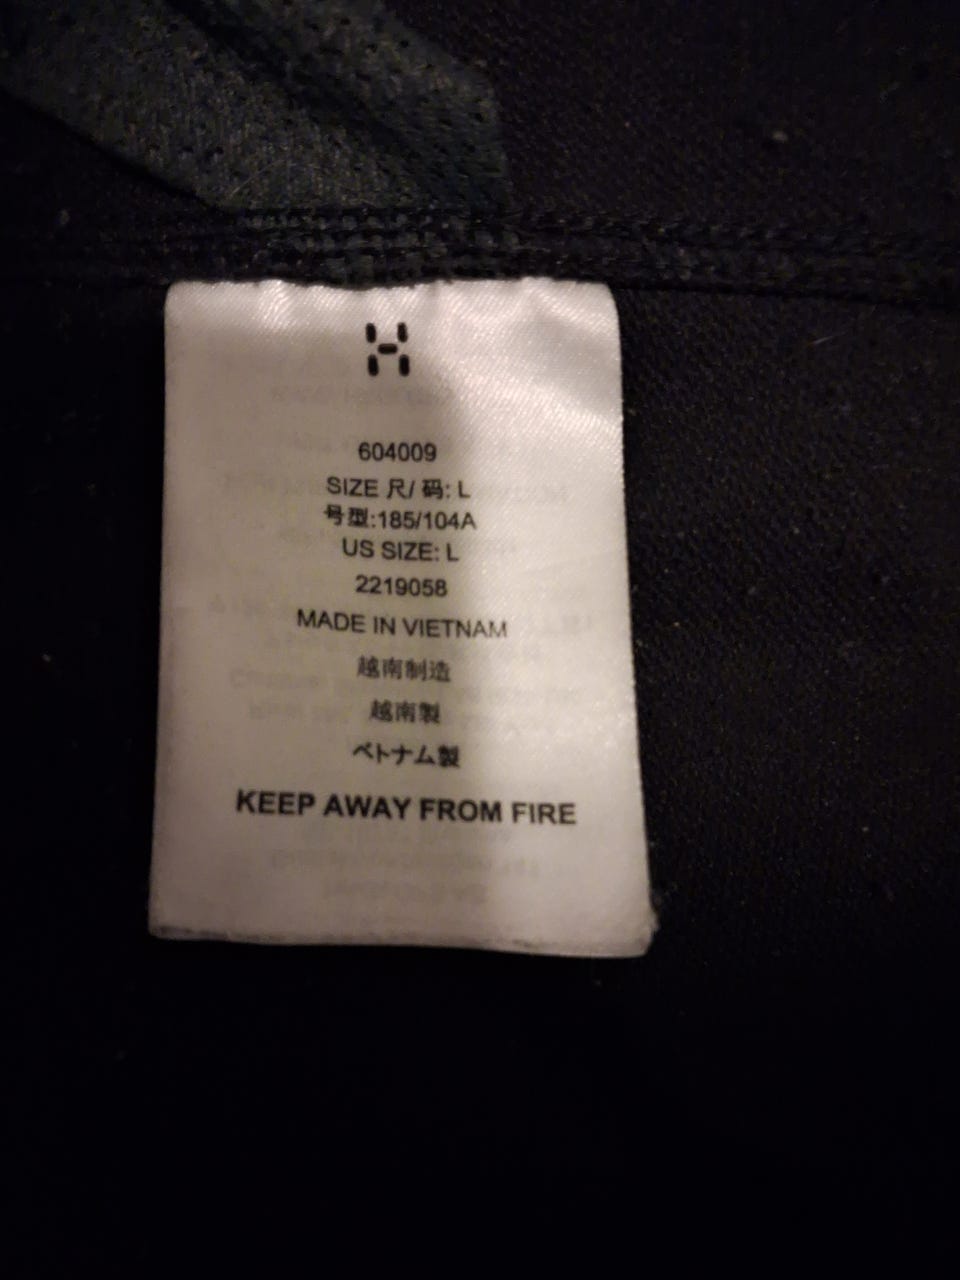 H
604009
SIZE 尺/ 码: L
号型:185/104A
US SIZE: L
2219058
MADE IN VIETNAM
越南制造
越南製
ベトナム製
KEEP AWAY FROM FIRE